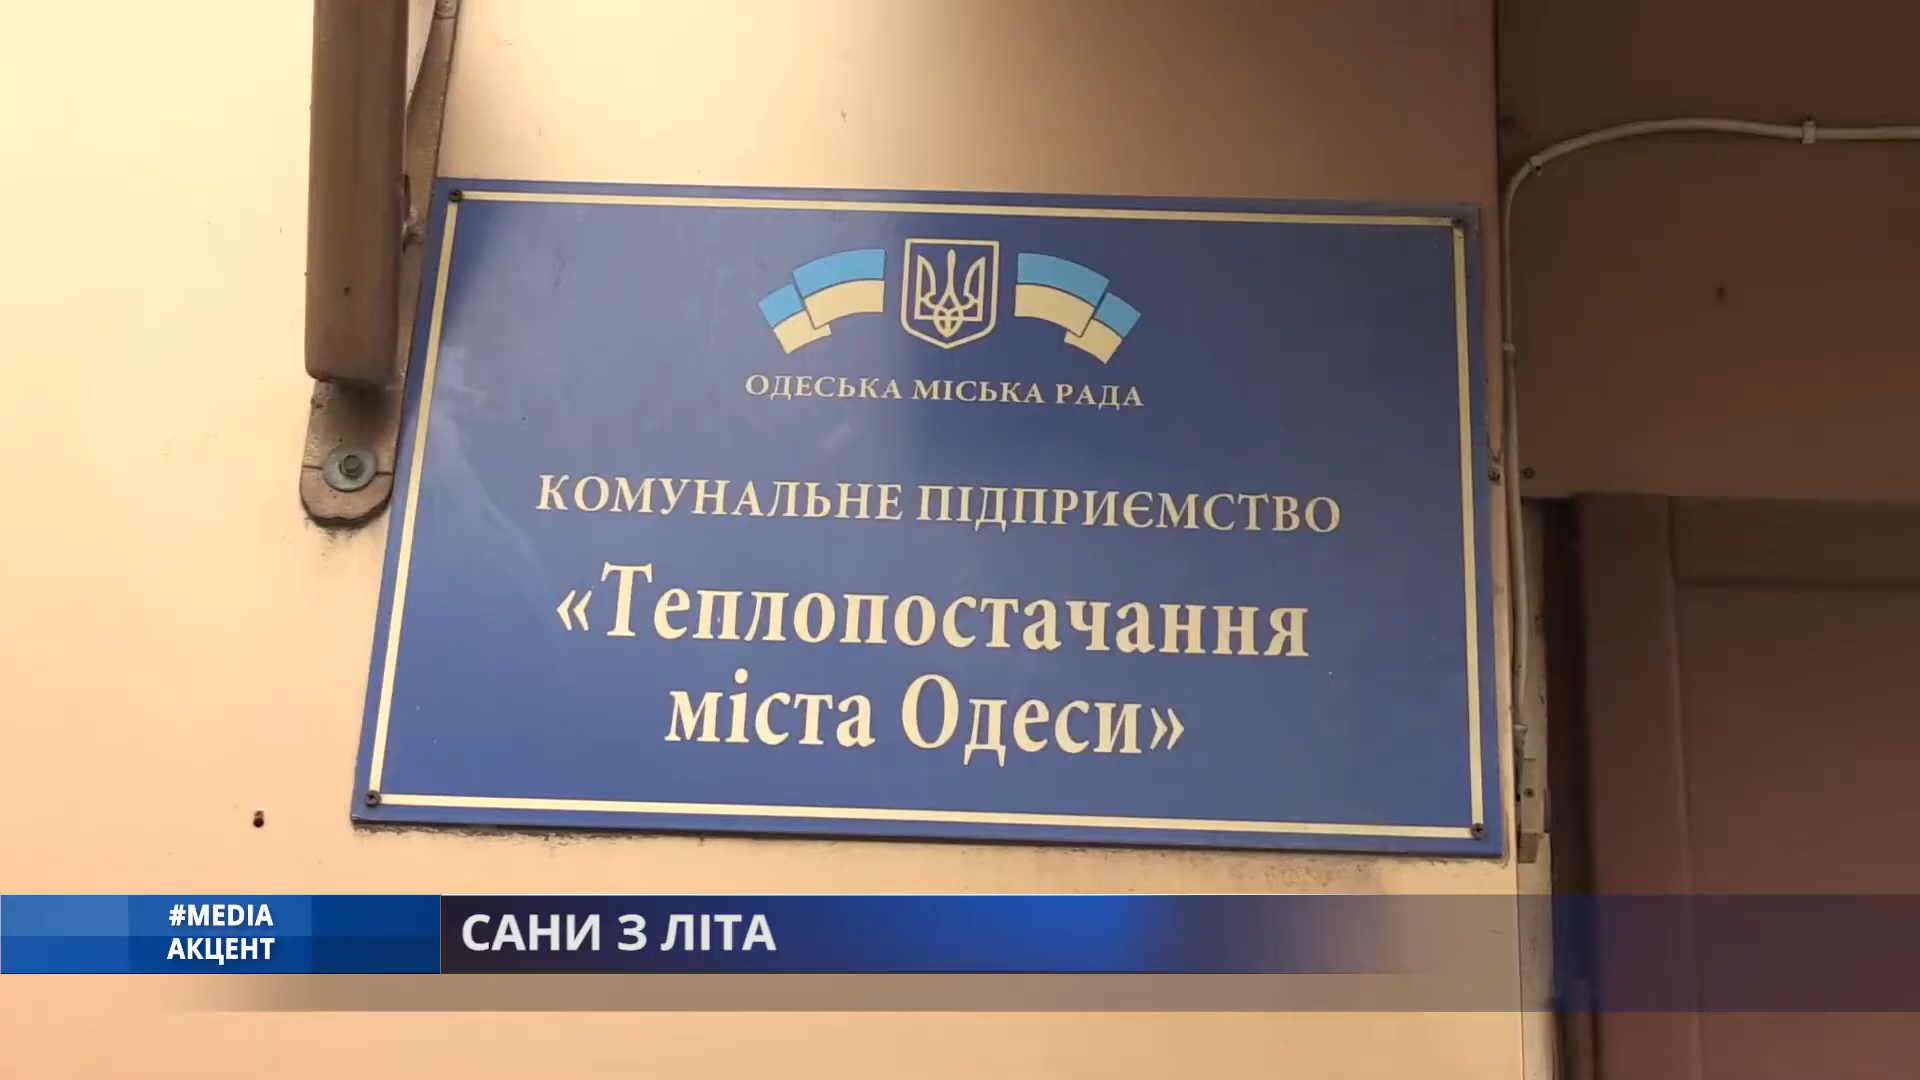 ОДЕСЬКА МІСЬКА РАДА
КОМУНАЛЬНЕ ПІДПРИЄМСТВО
«Теплопостачання
міста Одеси»
#MEDIA
АКЦЕНТ
САНИ З ЛІТА